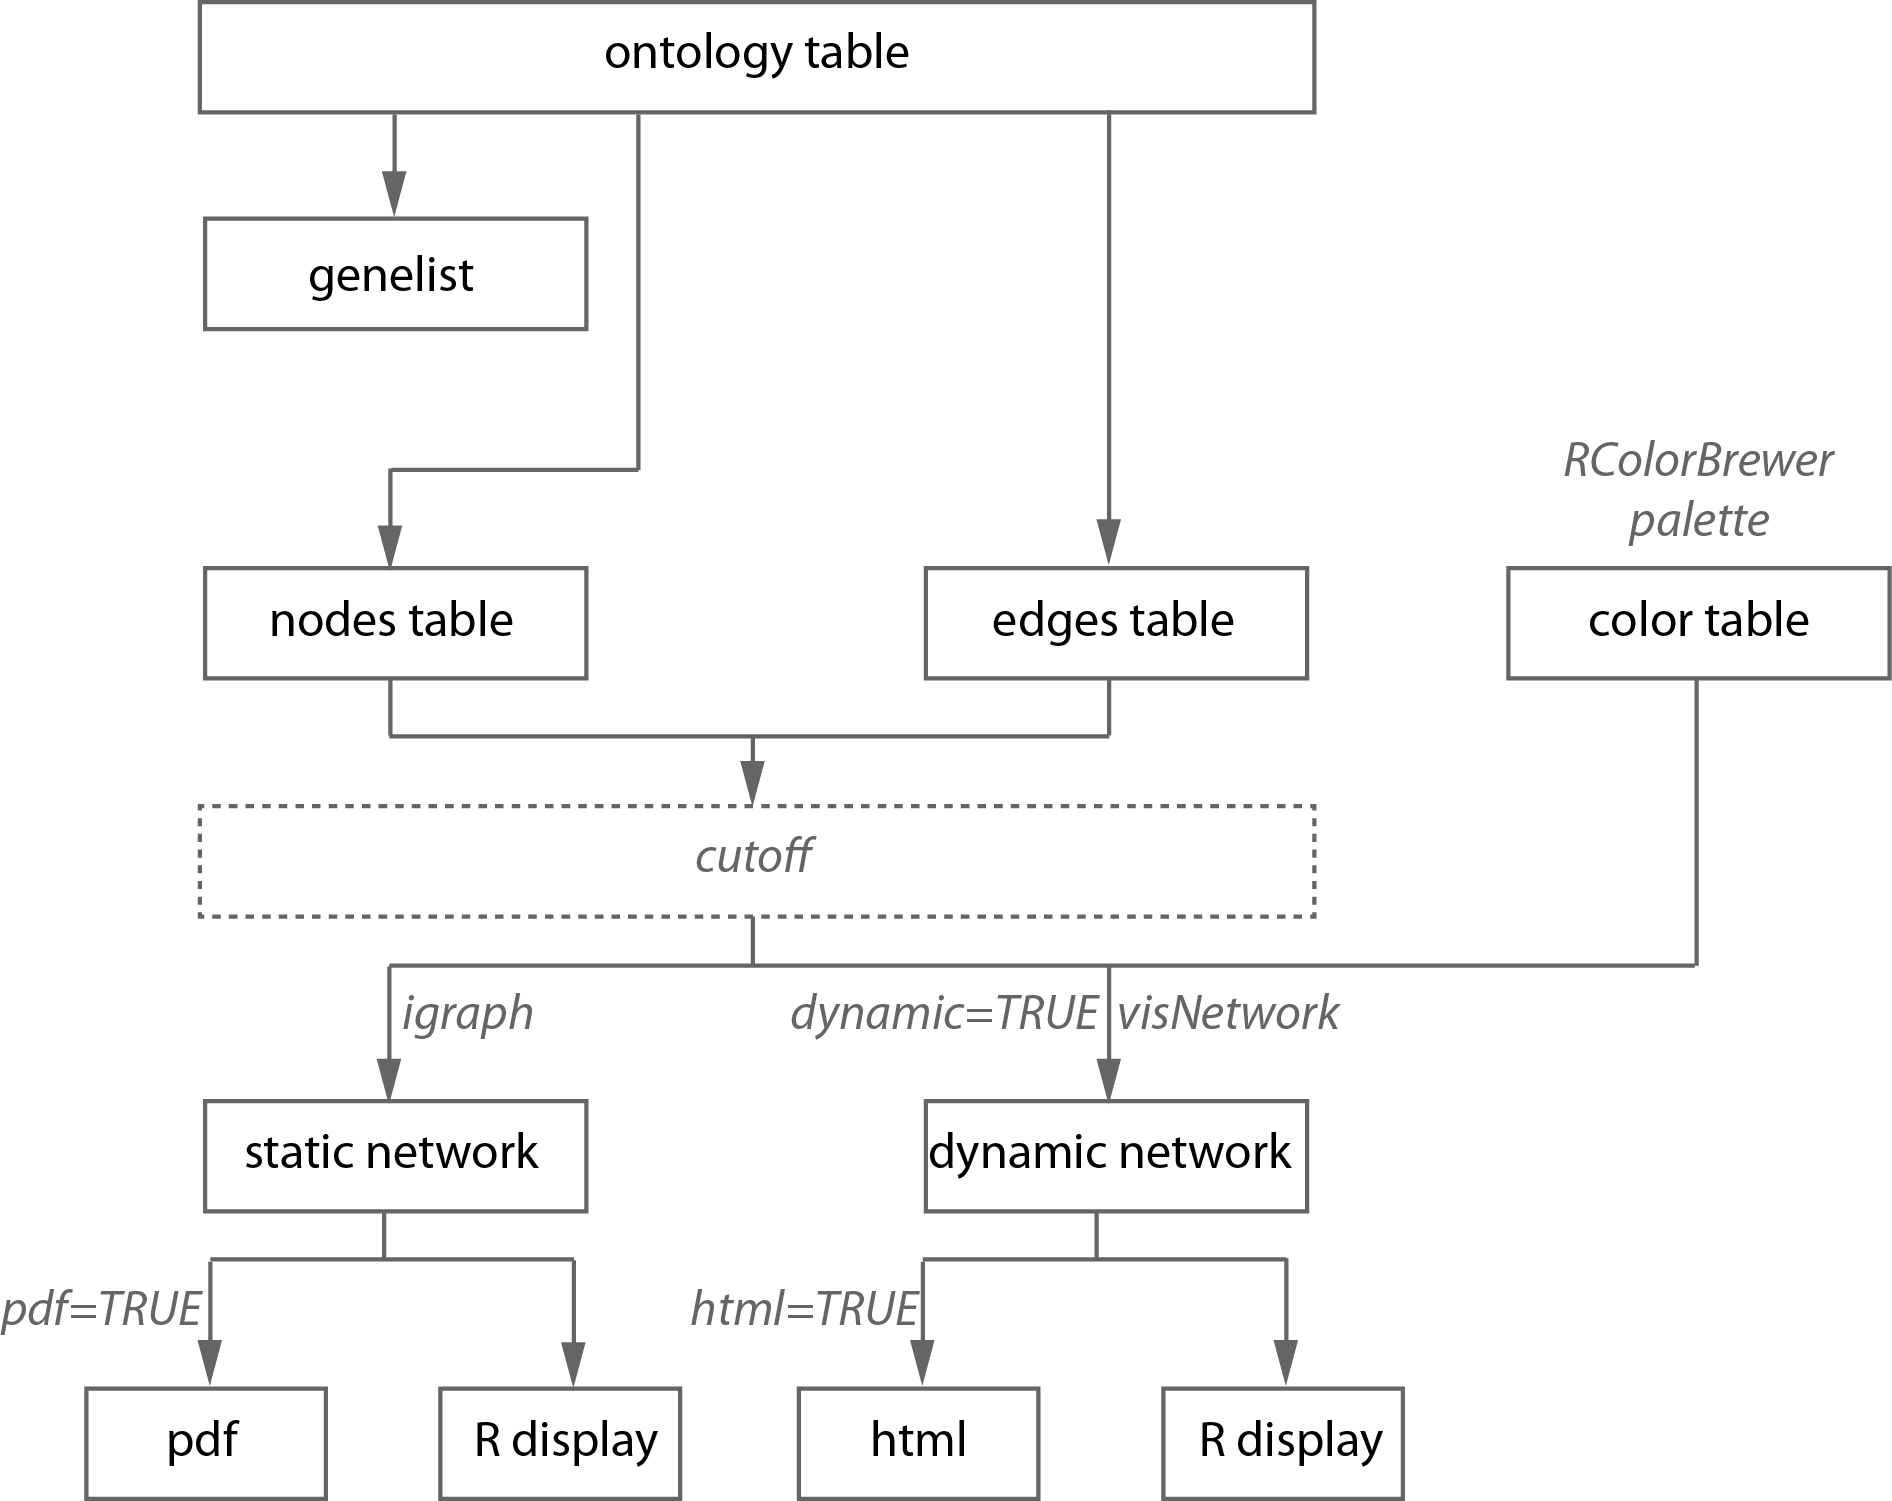 ontology table
genelist
RColorBrewer
palette
nodes table
edges table
color table
cutoff
igraph
dynamic=TRUE
visNetwork
static network
dynamic network
pdf=TRUE
html=TRUE
pdf
R display
html
R display